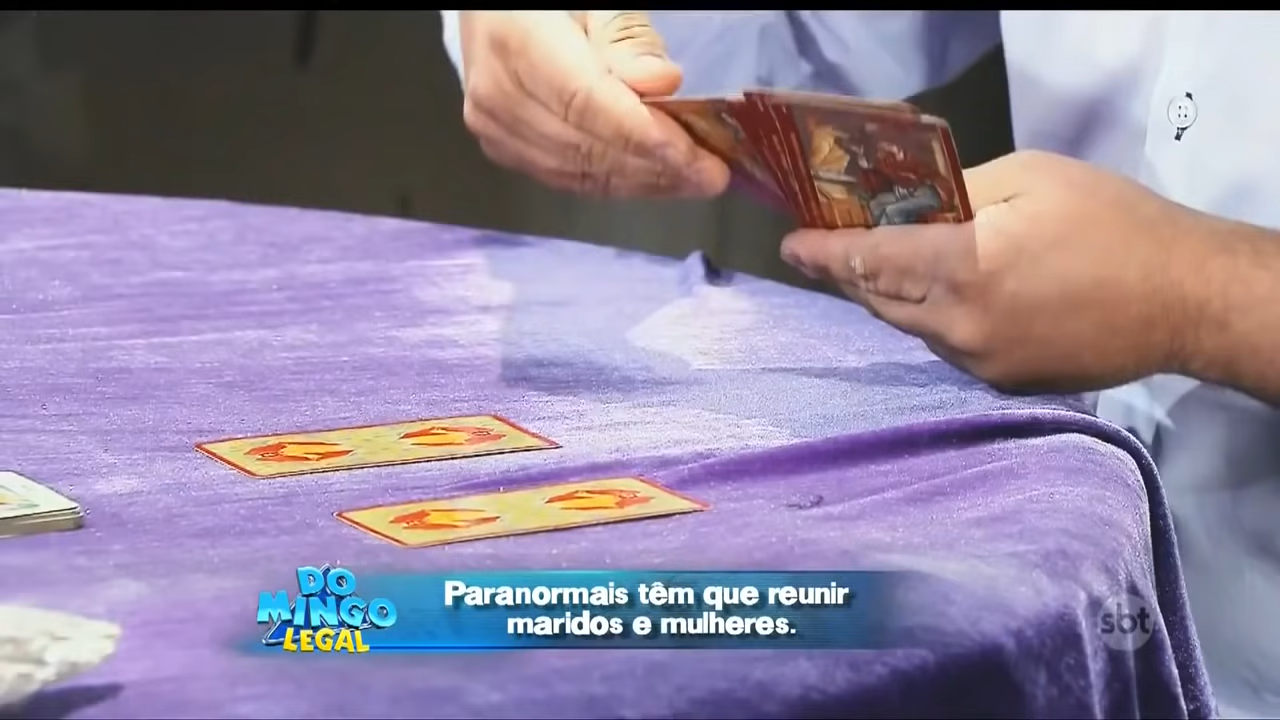 DO
MINGO
LEGAL
Paranormais têm que reunir
maridos e mulheres.
sbt